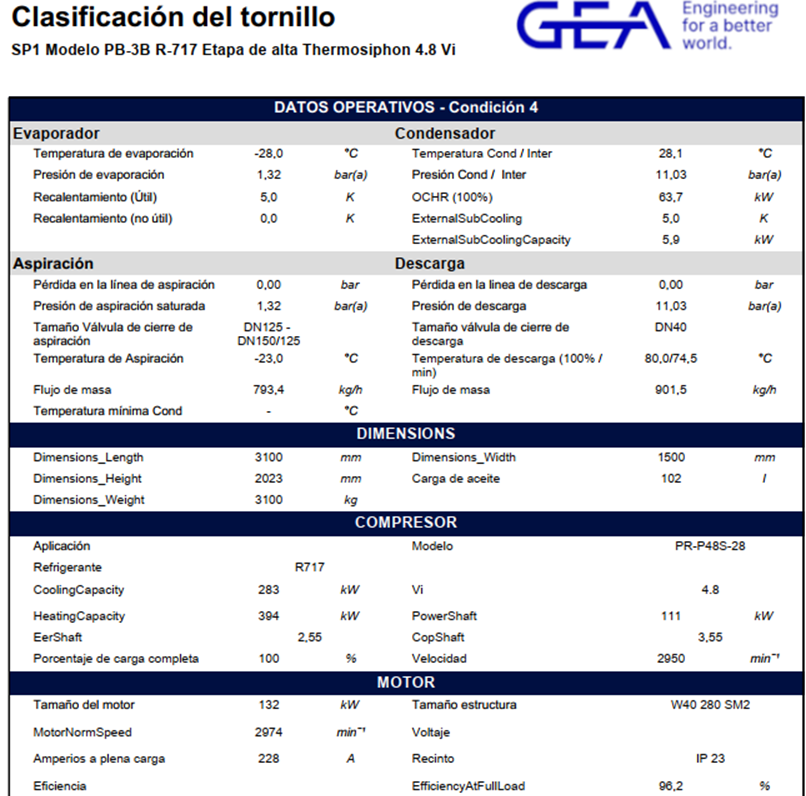 Clasificación del tornillo
SP1 Modelo PB-3B R-717 Etapa de alta Thermosiphon 4.8 Vi
GEA Engineering
for a better
world.
DATOS OPERATIVOS - Condición 4
Evaporador Condensador
Temperatura de evaporación -28,0 °C Temperatura Cond / Inter 28,1 °C
Presión de evaporación 1,32 bar(a) Presión Cond / Inter 11,03 bar(a)
Recalentamiento (Útil) 5,0 K OCHR (100%) 63,7 kW
Recalentamiento (no útil) 0,0 K ExternalSubCooling 5,0 K
ExternalSubCoolingCapacity 5,9 kW
Aspiración Descarga
Pérdida en la línea de aspiración 0,00 bar Pérdida en la linea de descarga 0,00 bar
Presión de aspiración saturada 1,32 bar(a) Presión de descarga 11,03 bar(a)
Tamaño Válvula de cierre de DN125 - Tamaño válvula de cierre de DN40
aspiración DN150/125 descarga
Temperatura de Aspiración -23,0 °C Temperatura de descarga (100% / 80,0/74,5 °C
min)
Flujo de masa 793,4 kg/h Flujo de masa 901,5 kg/h
Temperatura mínima Cond - °C
DIMENSIONS
Dimensions_Length 3100 mm Dimensions_Width 1500 mm
Dimensions_Height 2023 mm Carga de aceite 102 l
Dimensions_Weight 3100 kg
COMPRESOR
Aplicación Modelo PR-P48S-28
Refrigerante R717
CoolingCapacity 283 kW Vi 4.8
HeatingCapacity 394 kW PowerShaft 111 kW
EerShaft 2,55 CopShaft 3,55
Porcentaje de carga completa 100 % Velocidad 2950 min⁻¹
MOTOR
Tamaño del motor 132 kW Tamaño estructura W40 280 SM2
MotorNormSpeed 2974 min⁻¹ Voltaje
Amperios a plena carga 228 A Recinto IP 23
Eficiencia EfficiencyAtFullLoad 96,2 %